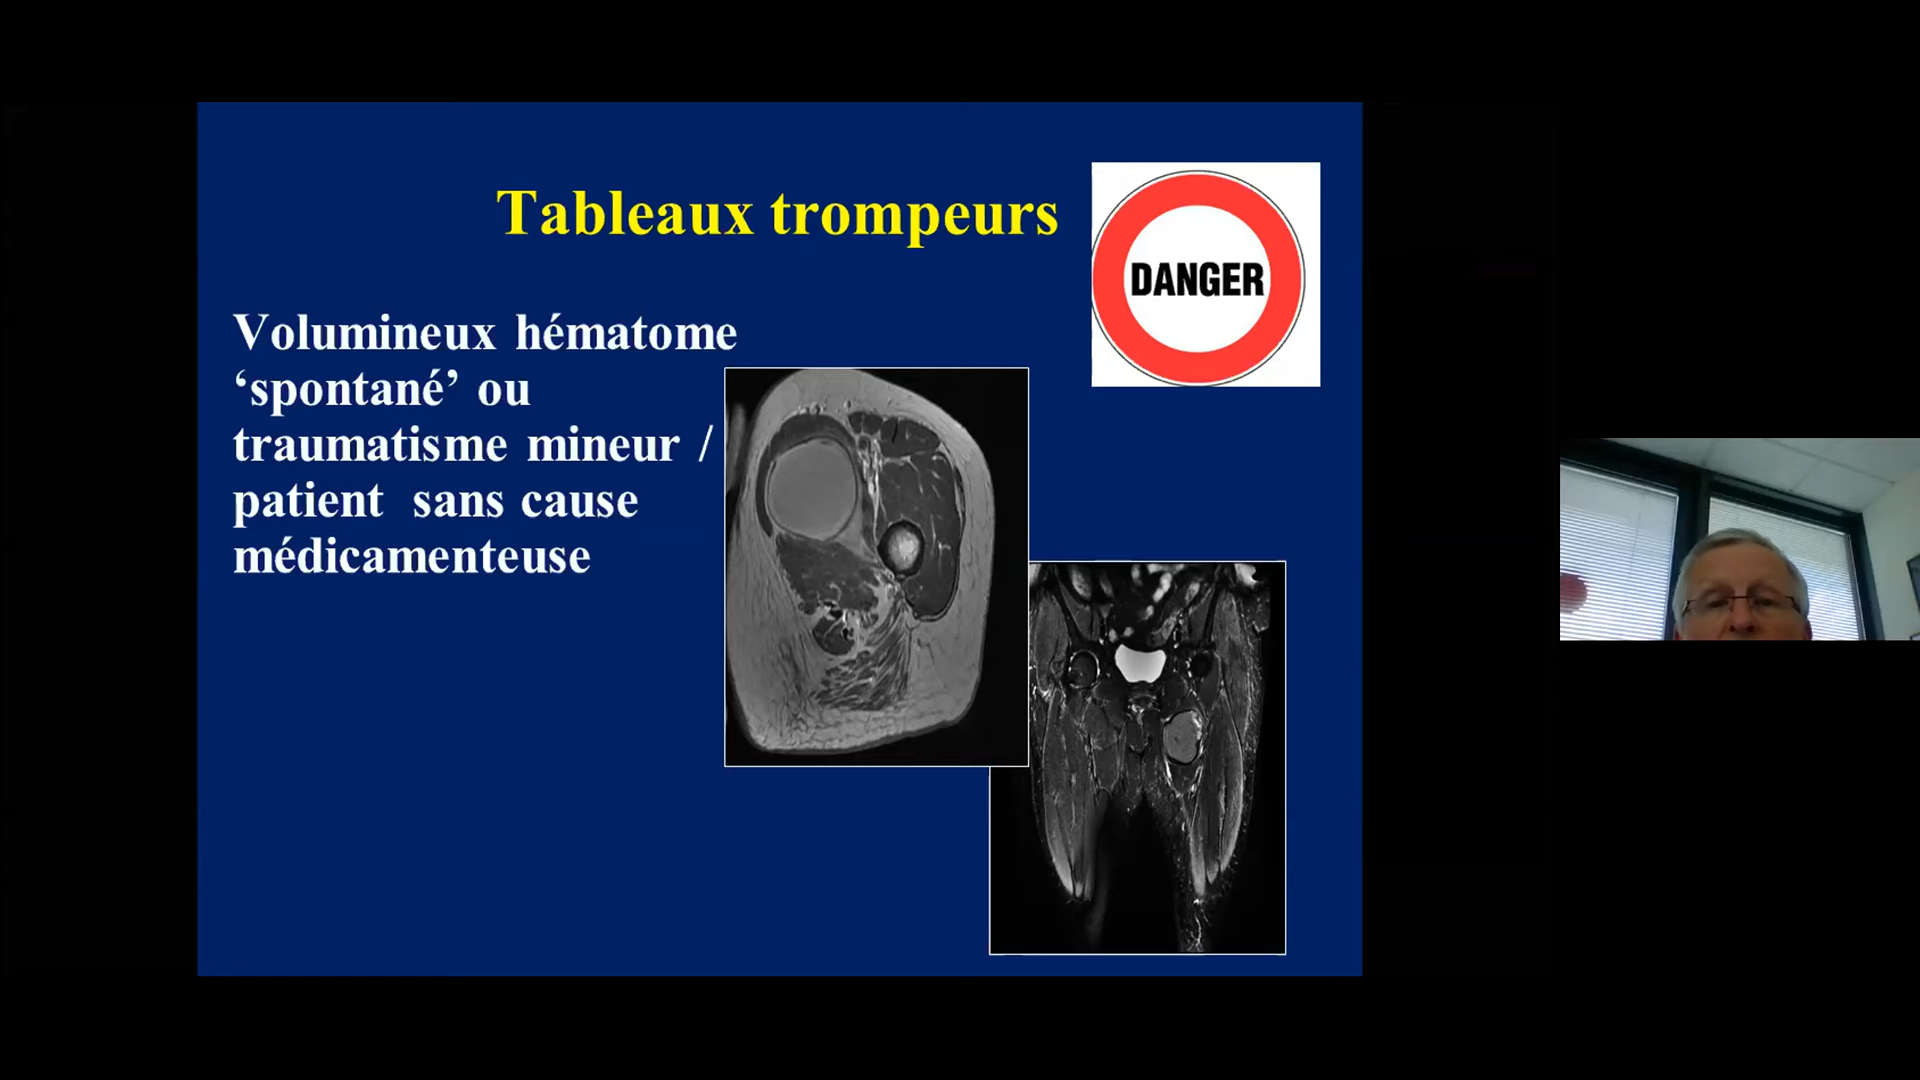 Tableaux trompeurs
DANGER
Volumineux hématome
‘spontané’ ou
traumatisme mineur /
patient sans cause
médicamenteuse